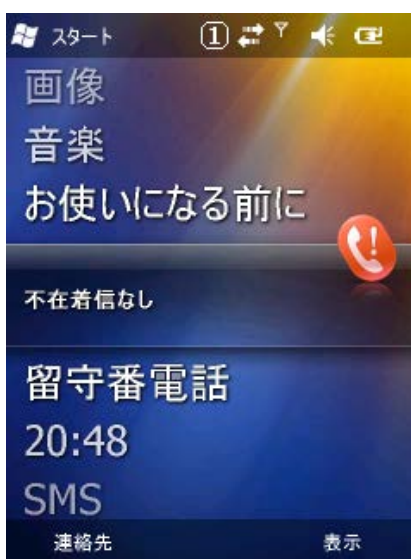 スタート 1
画像
音楽
お使いになる前に
不在着信なし
留守番電話
20:48
SMS
連絡先 表示